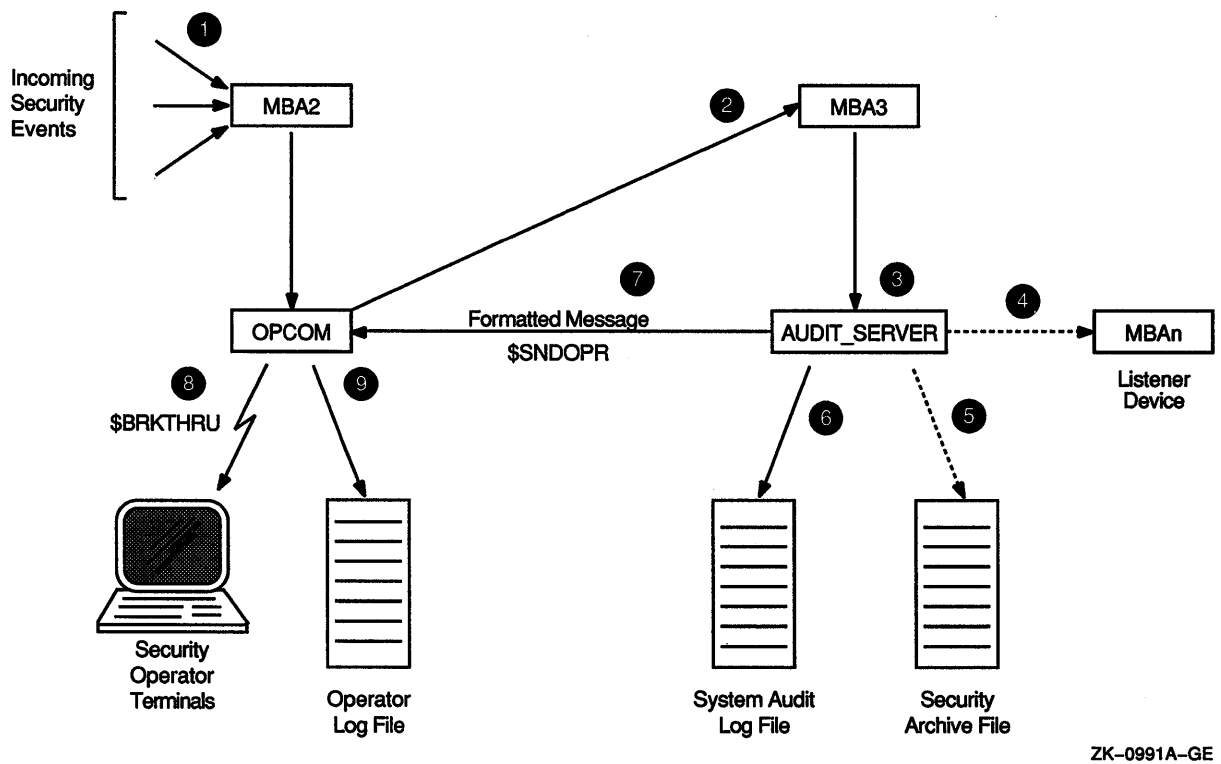 1
Incoming
Security
Events
MBA2
2
MBA3
7
3
4
OPCOM
Formatted Message
$SNDOPR
AUDIT_SERVER
MBAn
Listener
Device
8
9
$BRKTHRU
6
5
Security
Operator
Terminals
Operator
Log File
System Audit
Log File
Security
Archive File
ZK–0991A–GE